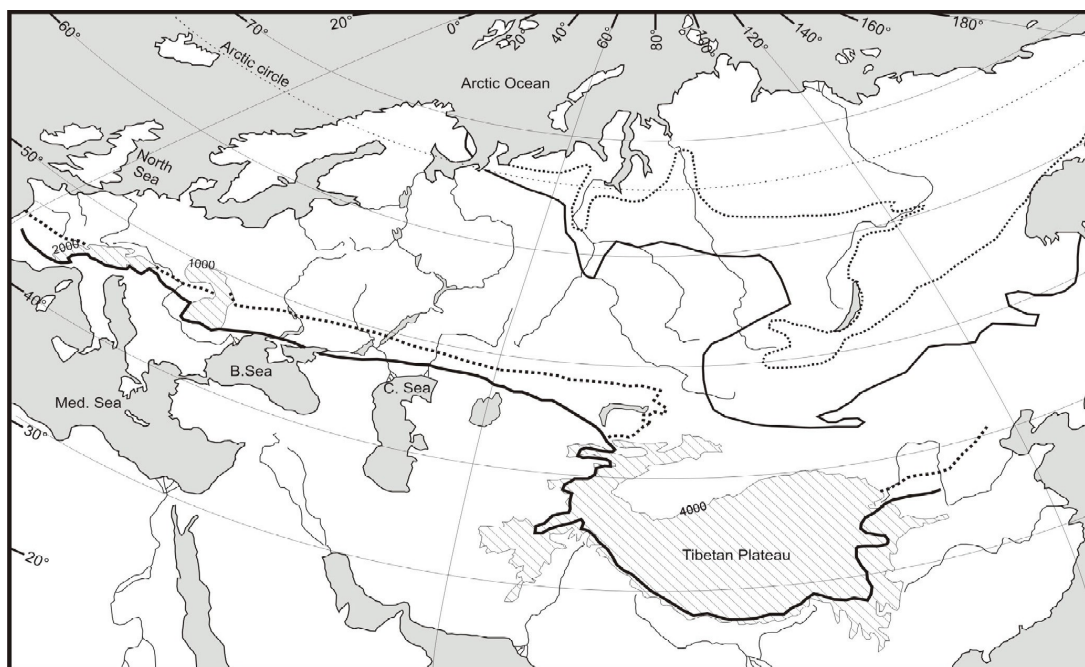 60°
70°
20°
0°
20°
40°
60°
80°
100°
120°
140°
160°
180°
Arctic circle
Arctic Ocean
North
Sea
50°
2000
1000
40°
B.Sea
C. Sea
Med. Sea
30°
4000
Tibetan Plateau
20°